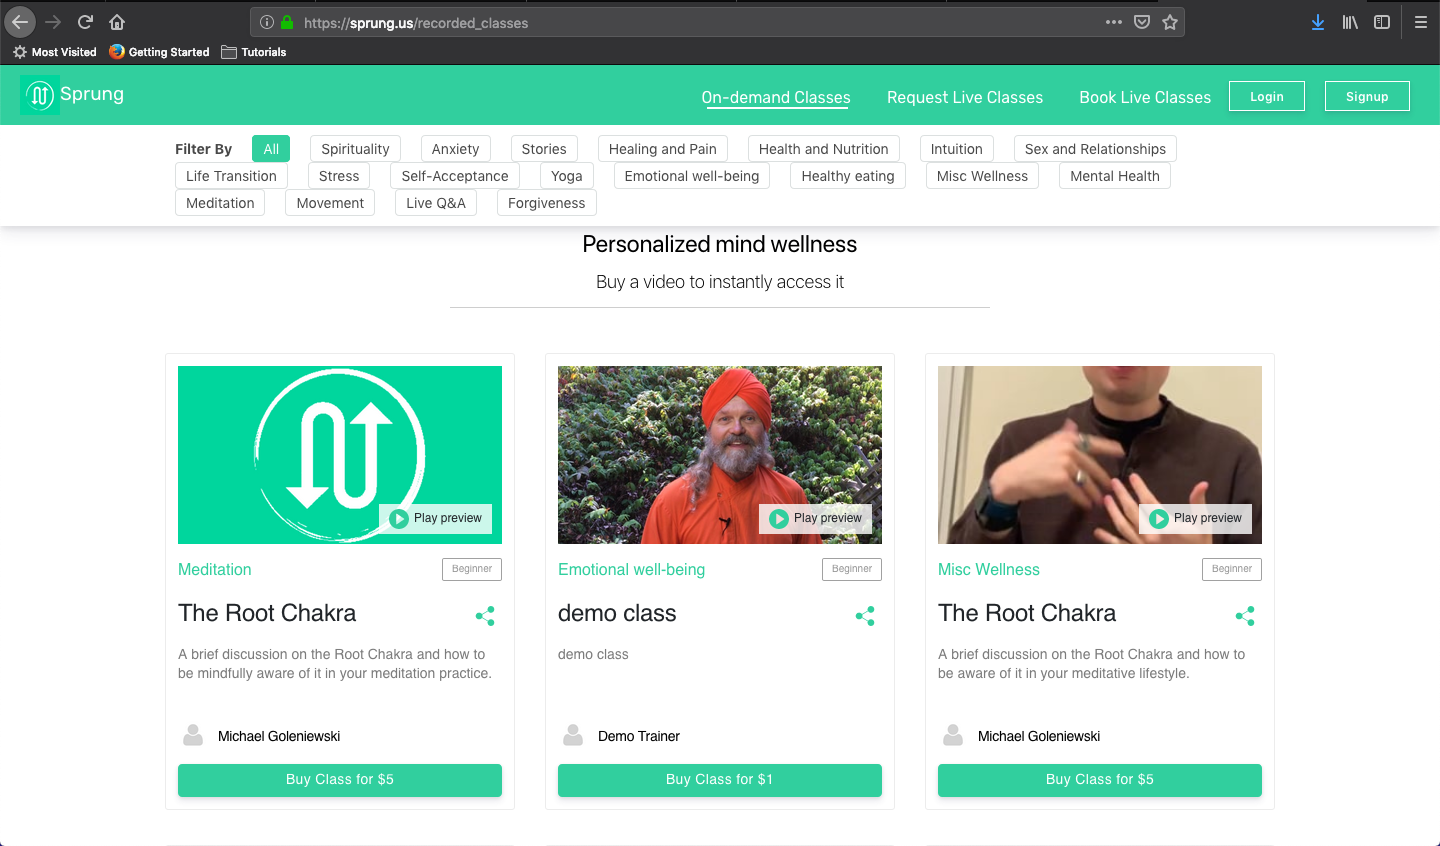 https://sprung.us/recorded_classes
Most Visited Getting Started Tutorials
Sprung
On-demand Classes Request Live Classes Book Live Classes Login Signup
Filter By All Spirituality Anxiety Stories Healing and Pain Health and Nutrition Intuition Sex and Relationships
Life Transition Stress Self-Acceptance Yoga Emotional well-being Healthy eating Misc Wellness Mental Health
Meditation Movement Live Q&A Forgiveness
Personalized mind wellness
Buy a video to instantly access it
Play preview
Meditation Beginner
The Root Chakra
A brief discussion on the Root Chakra and how to
be mindfully aware of it in your meditation practice.
Michael Goleniewski
Buy Class for $5
Play preview
Emotional well-being Beginner
demo class
demo class
Demo Trainer
Buy Class for $1
Play preview
Misc Wellness Beginner
The Root Chakra
A brief discussion on the Root Chakra and how to
be aware of it in your meditative lifestyle.
Michael Goleniewski
Buy Class for $5